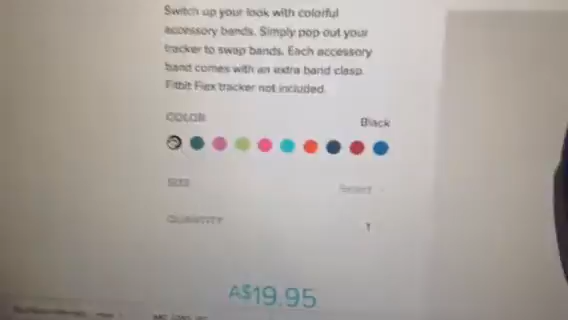 Switch up your look with colorful
accessory bands. Simply pop out your
tracker to swap bands. Each accessory
band comes with an extra band clasp.
Fitbit Flex tracker not included.
COLOR
Black
SIZE
Select
QUANTITY
1
A$19.95